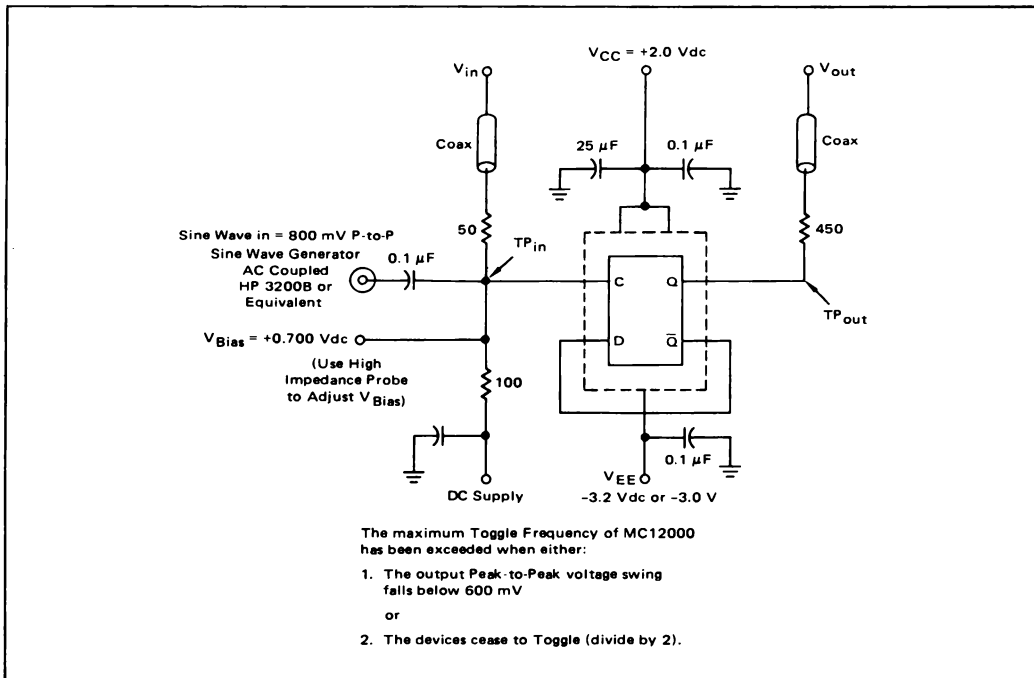 V_CC = +2.0 Vdc
V_in
V_out
Coax
25 µF
0.1 µF
Coax
50
450
Sine Wave in = 800 mV P-to-P
Sine Wave Generator
AC Coupled
HP 3200B or
Equivalent
0.1 µF
TP_in
C
Q
TP_out
V_Bias = +0.700 Vdc
(Use High
Impedance Probe
to Adjust V_Bias)
D
Q̅
100
0.1 µF
DC Supply
V_EE
-3.2 Vdc or -3.0 V
The maximum Toggle Frequency of MC12000
has been exceeded when either:
1. The output Peak-to-Peak voltage swing
falls below 600 mV
or
2. The devices cease to Toggle (divide by 2).